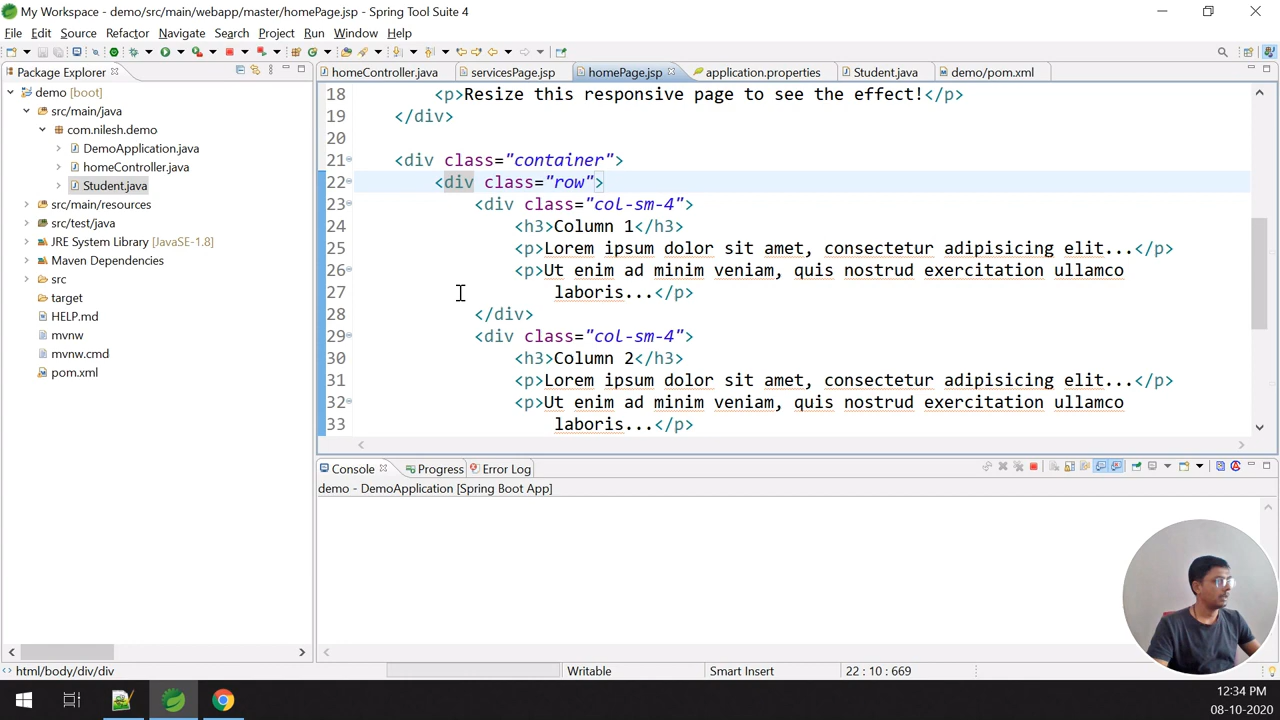 My Workspace - demo/src/main/webapp/master/homePage.jsp - Spring Tool Suite 4
File Edit Source Refactor Navigate Search Project Run Window Help
Package Explorer
homeController.java servicesPage.jsp homePage.jsp application.properties Student.java demo/pom.xml
demo [boot]
src/main/java
com.nilesh.demo
DemoApplication.java
homeController.java
Student.java
src/main/resources
src/test/java
JRE System Library [JavaSE-1.8]
Maven Dependencies
src
target
HELP.md
mvnw
mvnw.cmd
pom.xml
18 <p>Resize this responsive page to see the effect!</p>
19 </div>
20
21 <div class="container">
22 <div class="row">
23 <div class="col-sm-4">
24 <h3>Column 1</h3>
25 <p>Lorem ipsum dolor sit amet, consectetur adipisicing elit...</p>
26 <p>Ut enim ad minim veniam, quis nostrud exercitation ullamco
27 laboris...</p>
28 </div>
29 <div class="col-sm-4">
30 <h3>Column 2</h3>
31 <p>Lorem ipsum dolor sit amet, consectetur adipisicing elit...</p>
32 <p>Ut enim ad minim veniam, quis nostrud exercitation ullamco
33 laboris...</p>
Console Progress Error Log
demo - DemoApplication [Spring Boot App]
html/body/div/div Writable Smart Insert 22 : 10 : 669
12:34 PM
08-10-2020